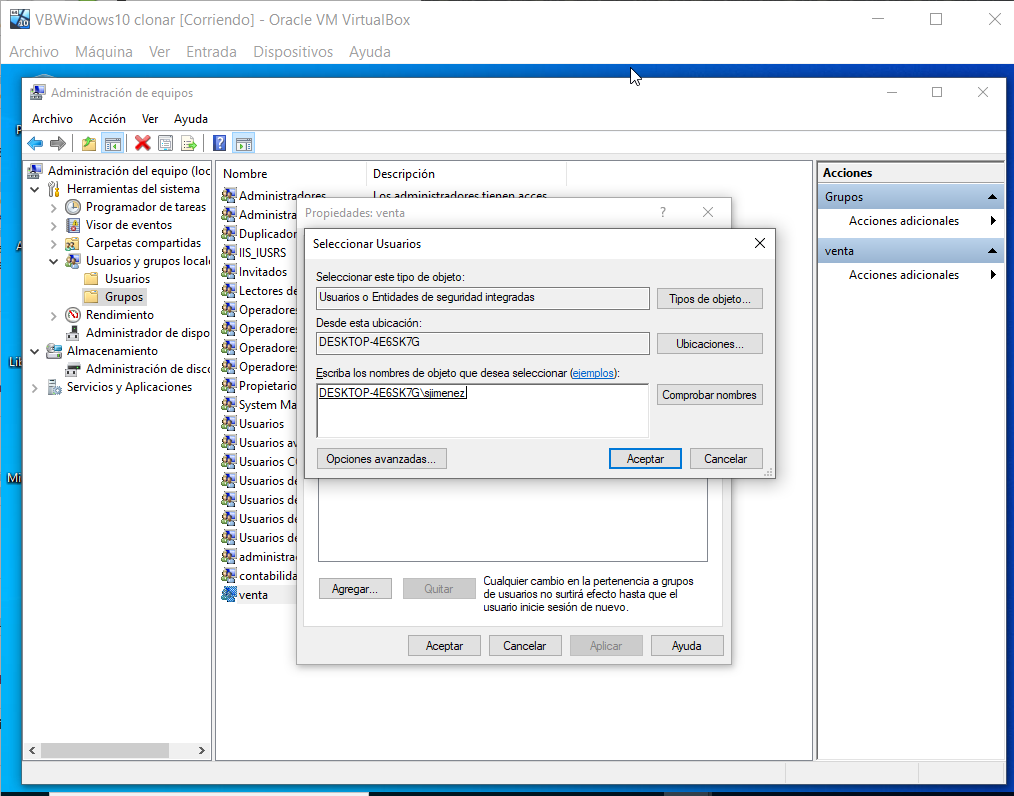 VBWindows10 clonar [Corriendo] - Oracle VM VirtualBox
Archivo Máquina Ver Entrada Dispositivos Ayuda
Administración de equipos
Archivo Acción Ver Ayuda
Administración del equipo (loc
Herramientas del sistema
Programador de tareas
Visor de eventos
Carpetas compartidas
Usuarios y grupos locale
Usuarios
Grupos
Rendimiento
Administrador de dispo
Almacenamiento
Administración de disco
Servicios y Aplicaciones
Nombre Descripción
Administradores Los administradores tienen acces
Administra
Duplicador
IIS_IUSRS
Invitados
Lectores de
Operadores
Operadore
Operadore
Operadore
Propietario
System Ma
Usuarios
Usuarios av
Usuarios C
Usuarios de
Usuarios de
Usuarios de
Usuarios de
administra
contabilida
venta
Propiedades: venta ?
Seleccionar Usuarios
Seleccionar este tipo de objeto:
Usuarios o Entidades de seguridad integradas Tipos de objeto...
Desde esta ubicación:
DESKTOP-4E6SK7G Ubicaciones...
Escriba los nombres de objeto que desea seleccionar (ejemplos):
DESKTOP-4E6SK7G\sjimenez Comprobar nombres
Opciones avanzadas... Aceptar Cancelar
Agregar... Quitar
Cualquier cambio en la pertenencia a grupos
de usuarios no surtirá efecto hasta que el
usuario inicie sesión de nuevo.
Aceptar Cancelar Aplicar Ayuda
Acciones
Grupos
Acciones adicionales
venta
Acciones adicionales